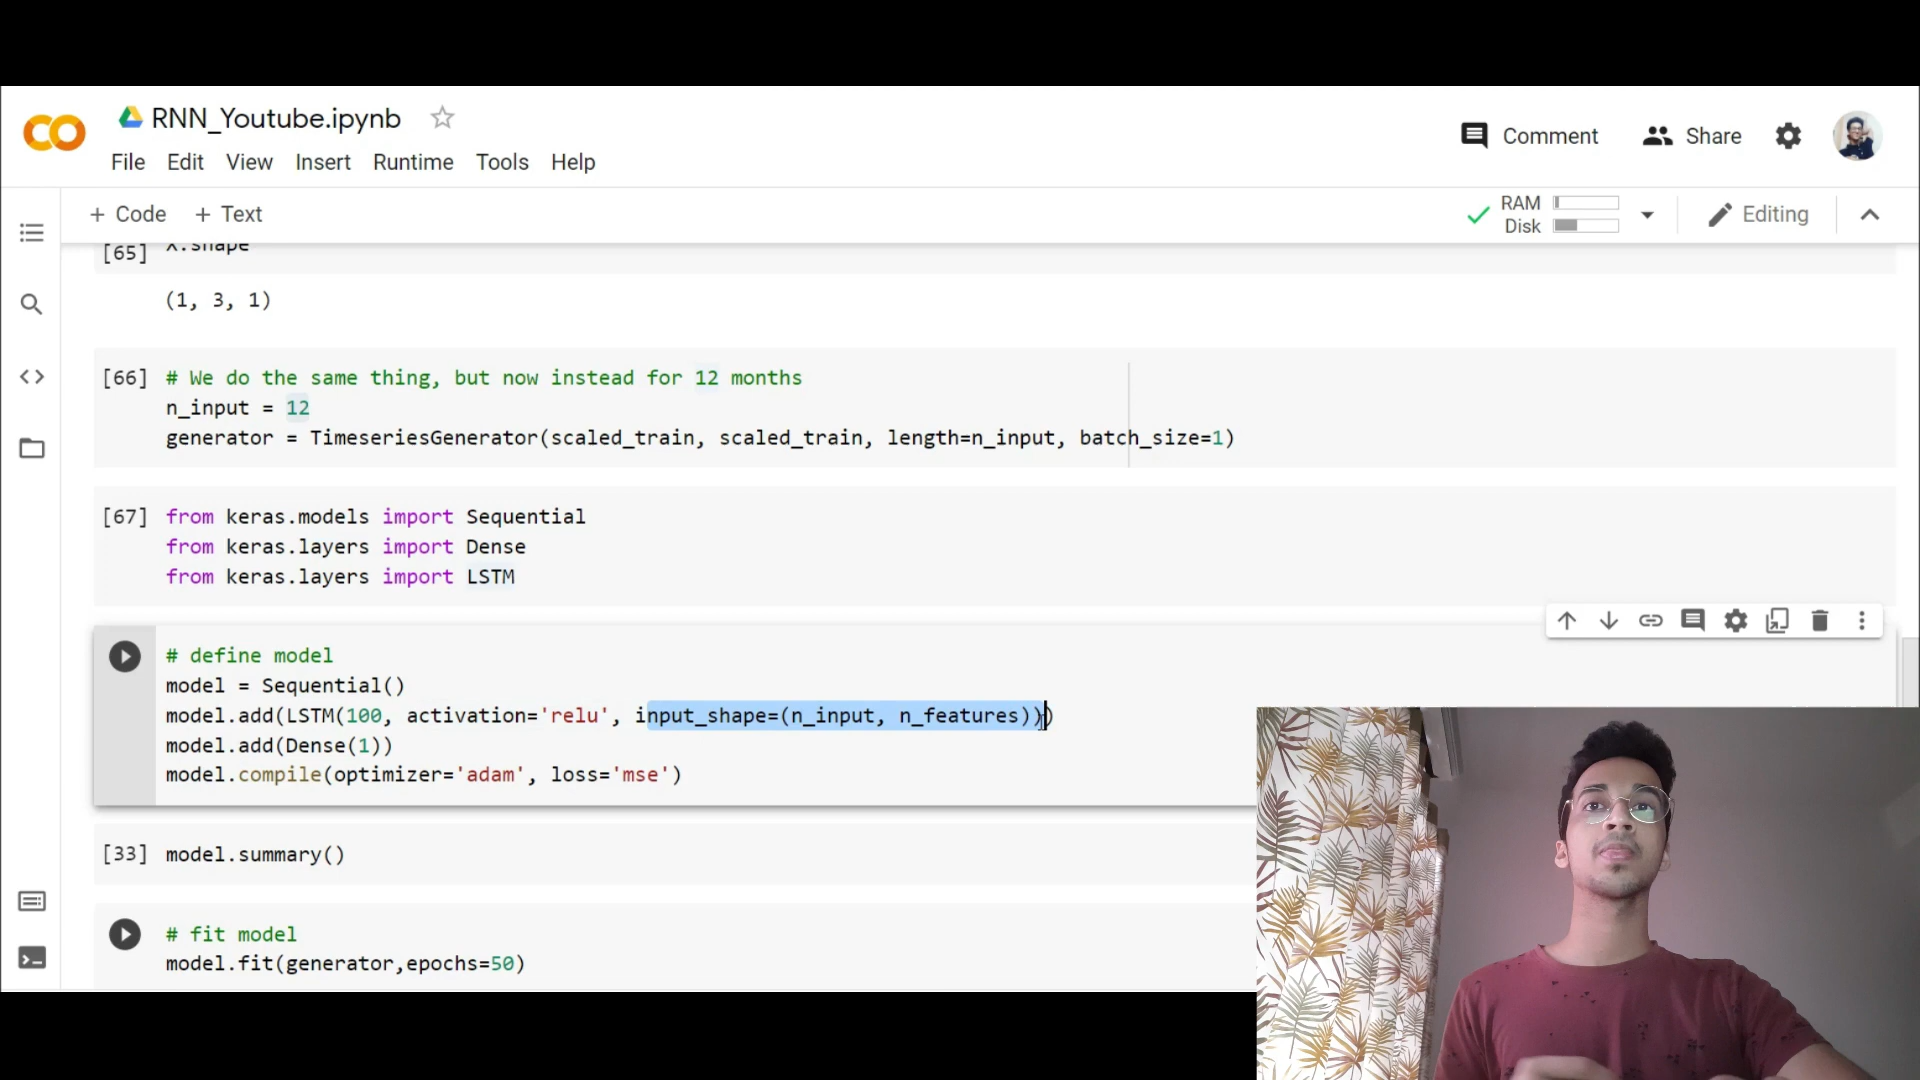 RNN_Youtube.ipynb
Comment
Share
File Edit View Insert Runtime Tools Help
+ Code + Text
RAM
Disk
Editing
[65] X.shape
(1, 3, 1)
[66] # We do the same thing, but now instead for 12 months
n_input = 12
generator = TimeseriesGenerator(scaled_train, scaled_train, length=n_input, batch_size=1)
[67] from keras.models import Sequential
from keras.layers import Dense
from keras.layers import LSTM
# define model
model = Sequential()
model.add(LSTM(100, activation='relu', input_shape=(n_input, n_features)))
model.add(Dense(1))
model.compile(optimizer='adam', loss='mse')
[33] model.summary()
# fit model
model.fit(generator,epochs=50)